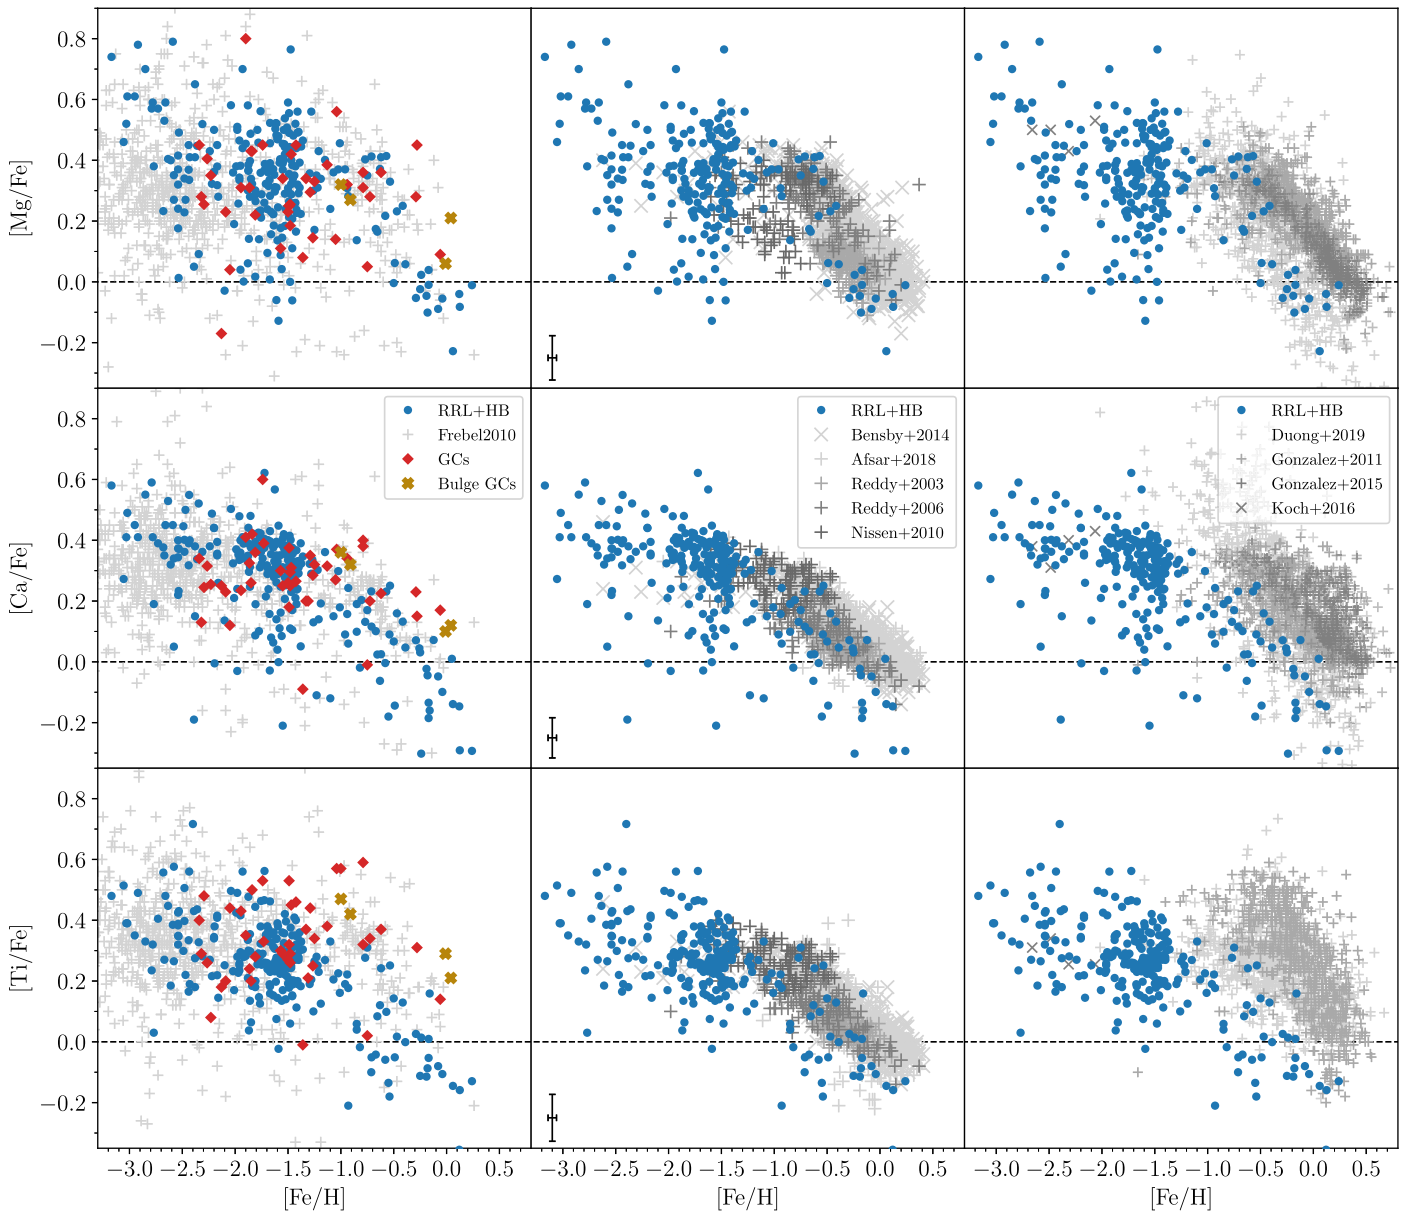 [Mg/Fe]
0.8
0.6
0.4
0.2
0.0
−0.2
[Ca/Fe]
0.8
0.6
0.4
0.2
0.0
−0.2
RRL+HB
Frebel2010
GCs
Bulge GCs
RRL+HB
Bensby+2014
Afsar+2018
Reddy+2003
Reddy+2006
Nissen+2010
RRL+HB
Duong+2019
Gonzalez+2011
Gonzalez+2015
Koch+2016
[Ti/Fe]
0.8
0.6
0.4
0.2
0.0
−0.2
−3.0 −2.5 −2.0 −1.5 −1.0 −0.5 0.0 0.5
−3.0 −2.5 −2.0 −1.5 −1.0 −0.5 0.0 0.5
−3.0 −2.5 −2.0 −1.5 −1.0 −0.5 0.0 0.5
[Fe/H]
[Fe/H]
[Fe/H]